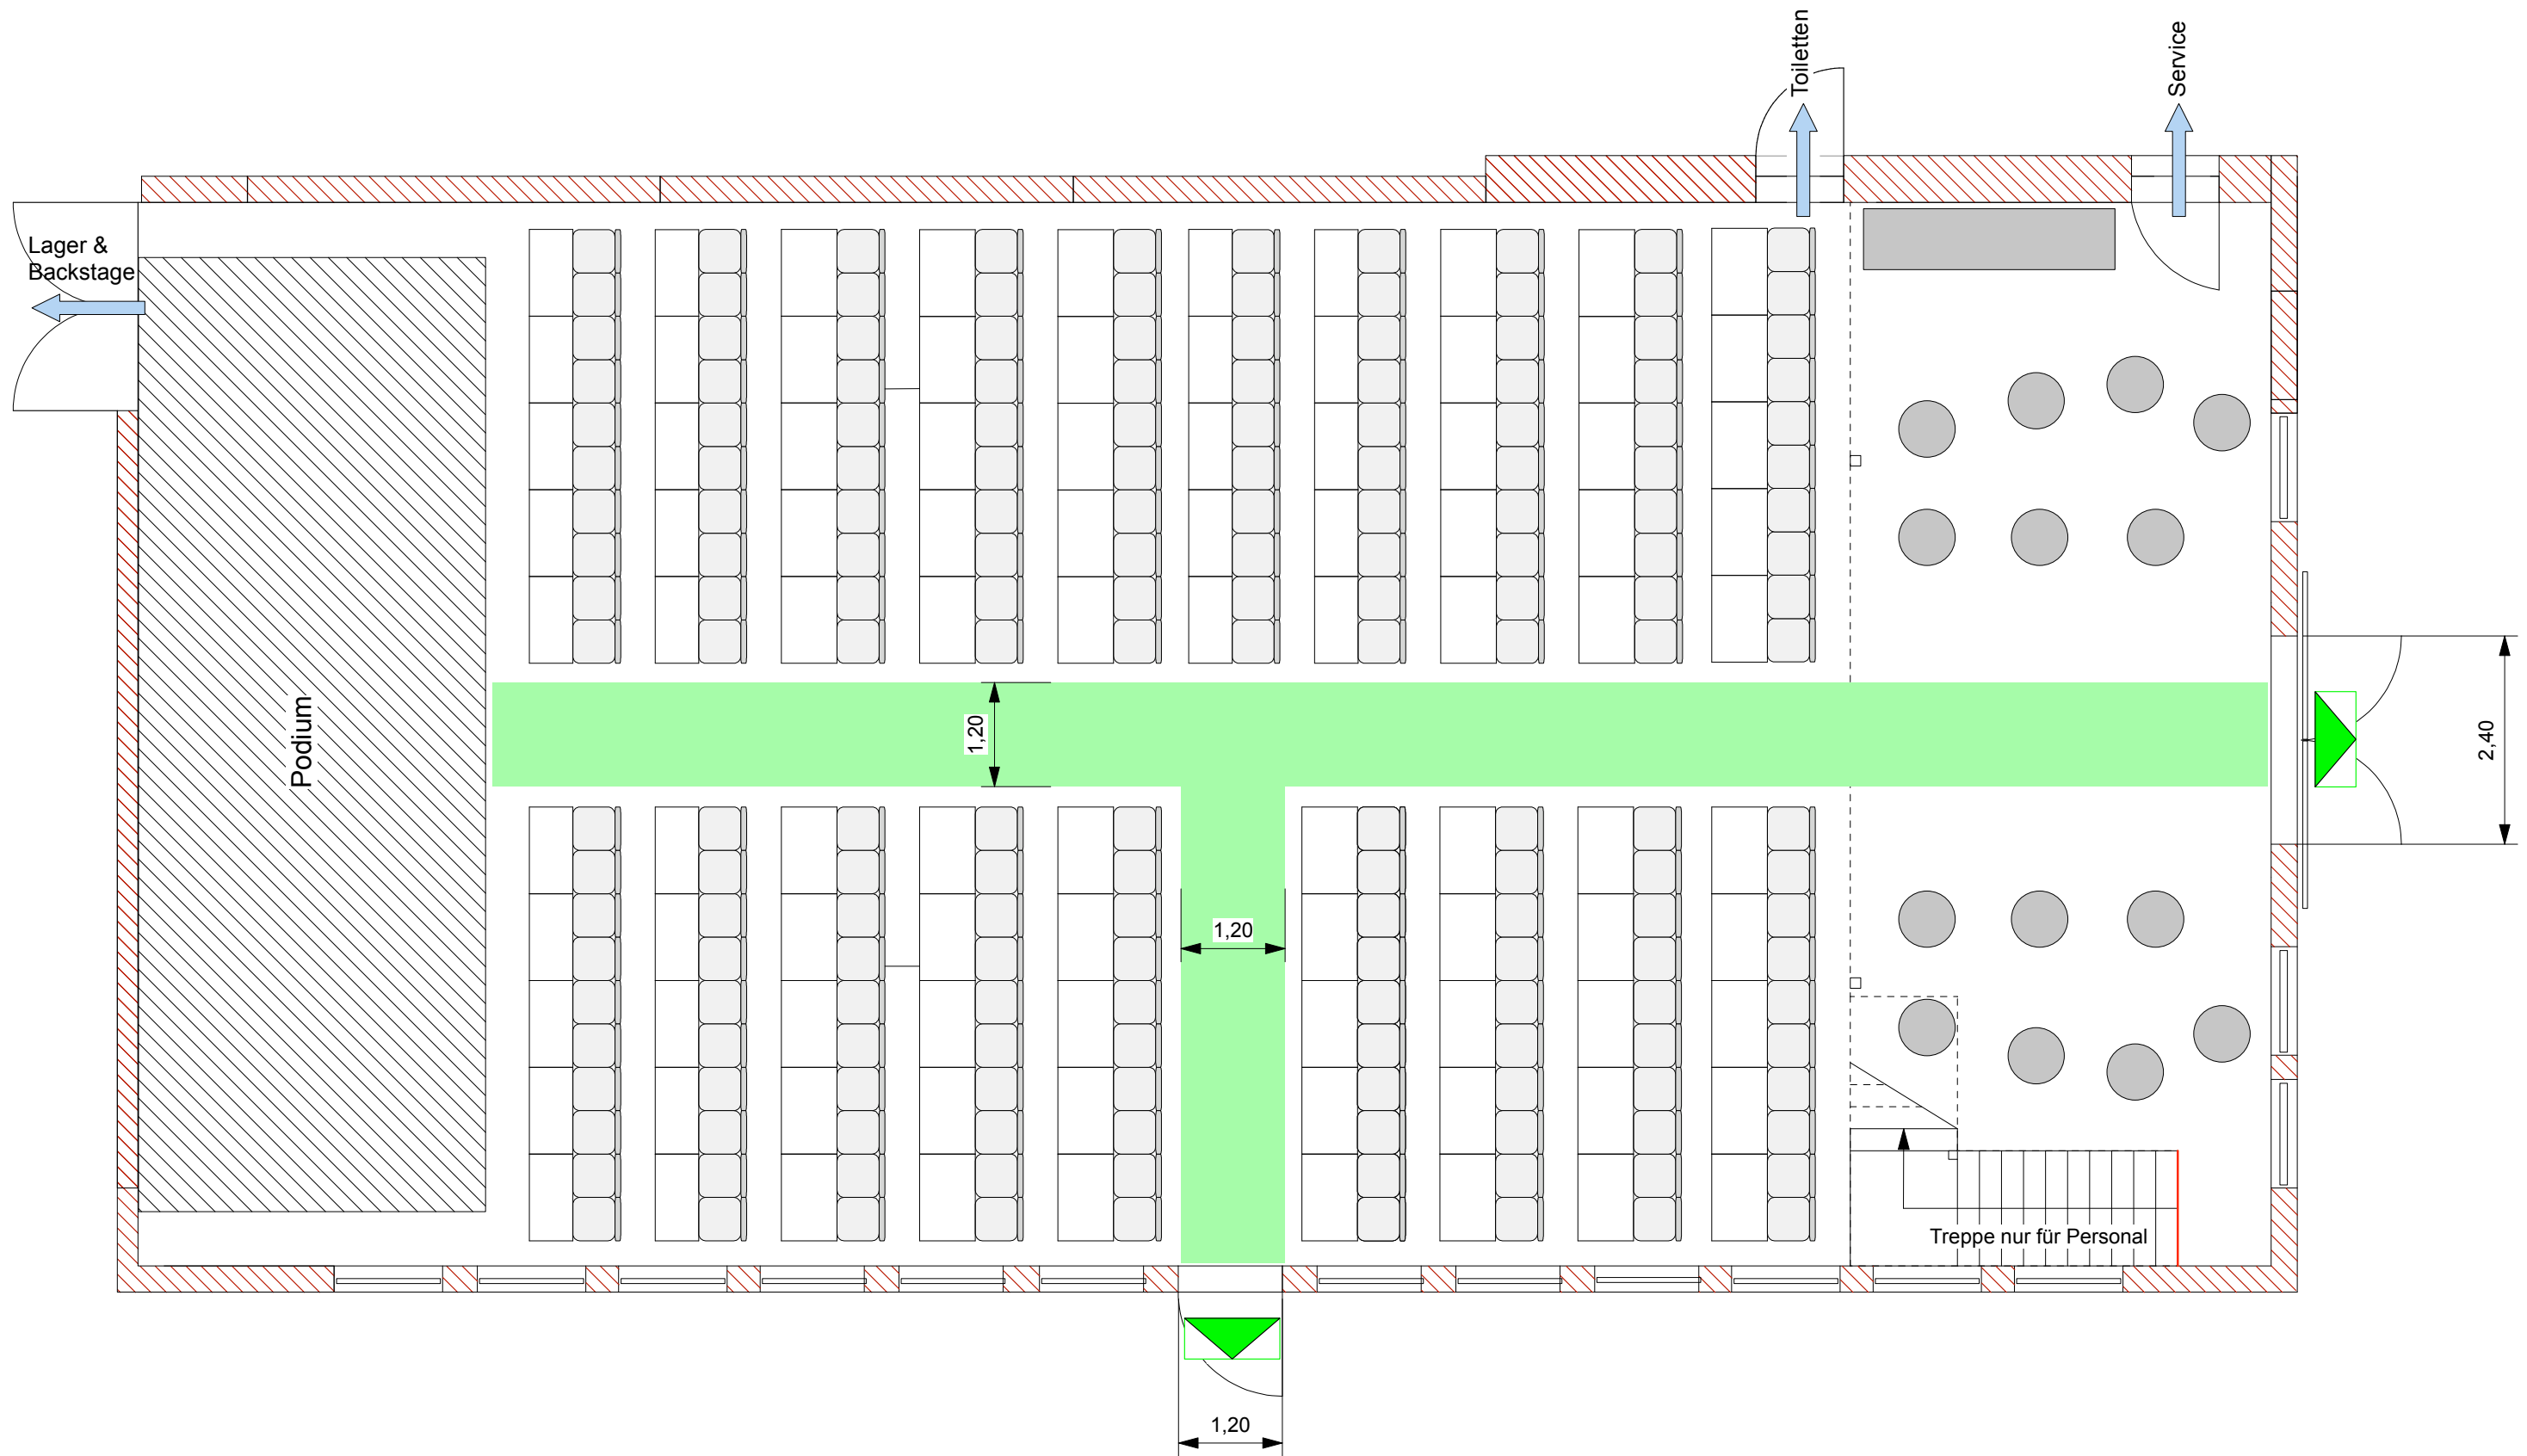 Toiletten
Service
Lager &
Backstage
Podium
1,20
2,40
1,20
Treppe nur für Personal
1,20